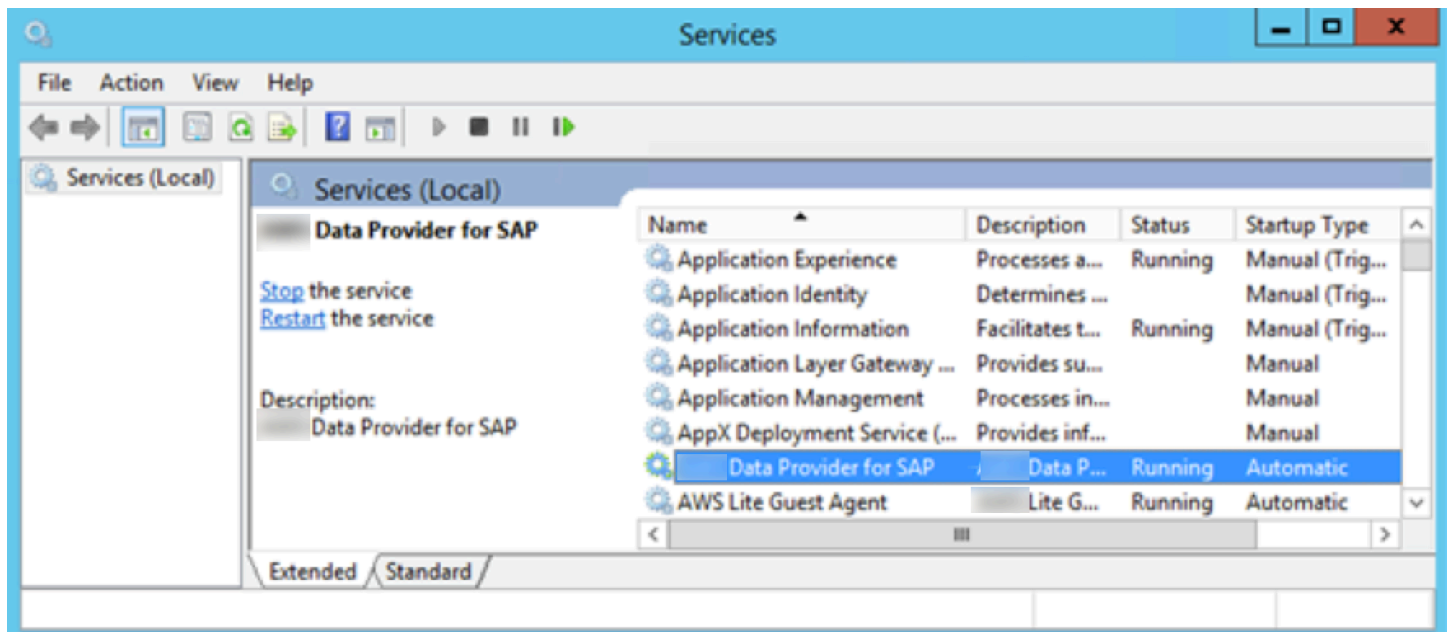 Services
File Action View Help
Services (Local)
Services (Local)
Data Provider for SAP
Stop the service
Restart the service
Description:
Data Provider for SAP
Name Description Status Startup Type
Application Experience Processes a... Running Manual (Trig...
Application Identity Determines ... Manual (Trig...
Application Information Facilitates t... Running Manual (Trig...
Application Layer Gateway ... Provides su... Manual
Application Management Processes in... Manual
AppX Deployment Service (... Provides inf... Manual
Data Provider for SAP Data P... Running Automatic
AWS Lite Guest Agent Lite G... Running Automatic
Extended Standard